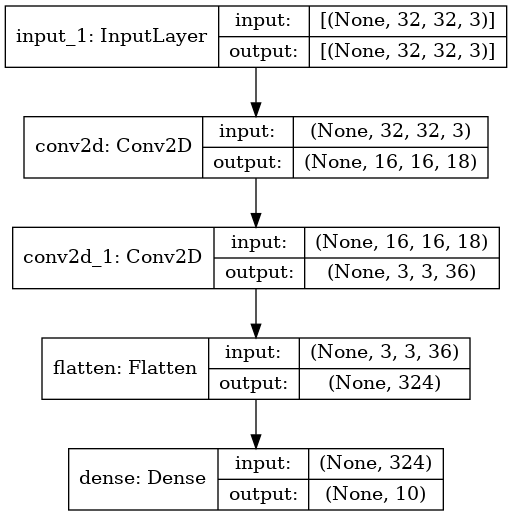 input_1: InputLayer
input: [(None, 32, 32, 3)]
output: [(None, 32, 32, 3)]
conv2d: Conv2D
input: (None, 32, 32, 3)
output: (None, 16, 16, 18)
conv2d_1: Conv2D
input: (None, 16, 16, 18)
output: (None, 3, 3, 36)
flatten: Flatten
input: (None, 3, 3, 36)
output: (None, 324)
dense: Dense
input: (None, 324)
output: (None, 10)